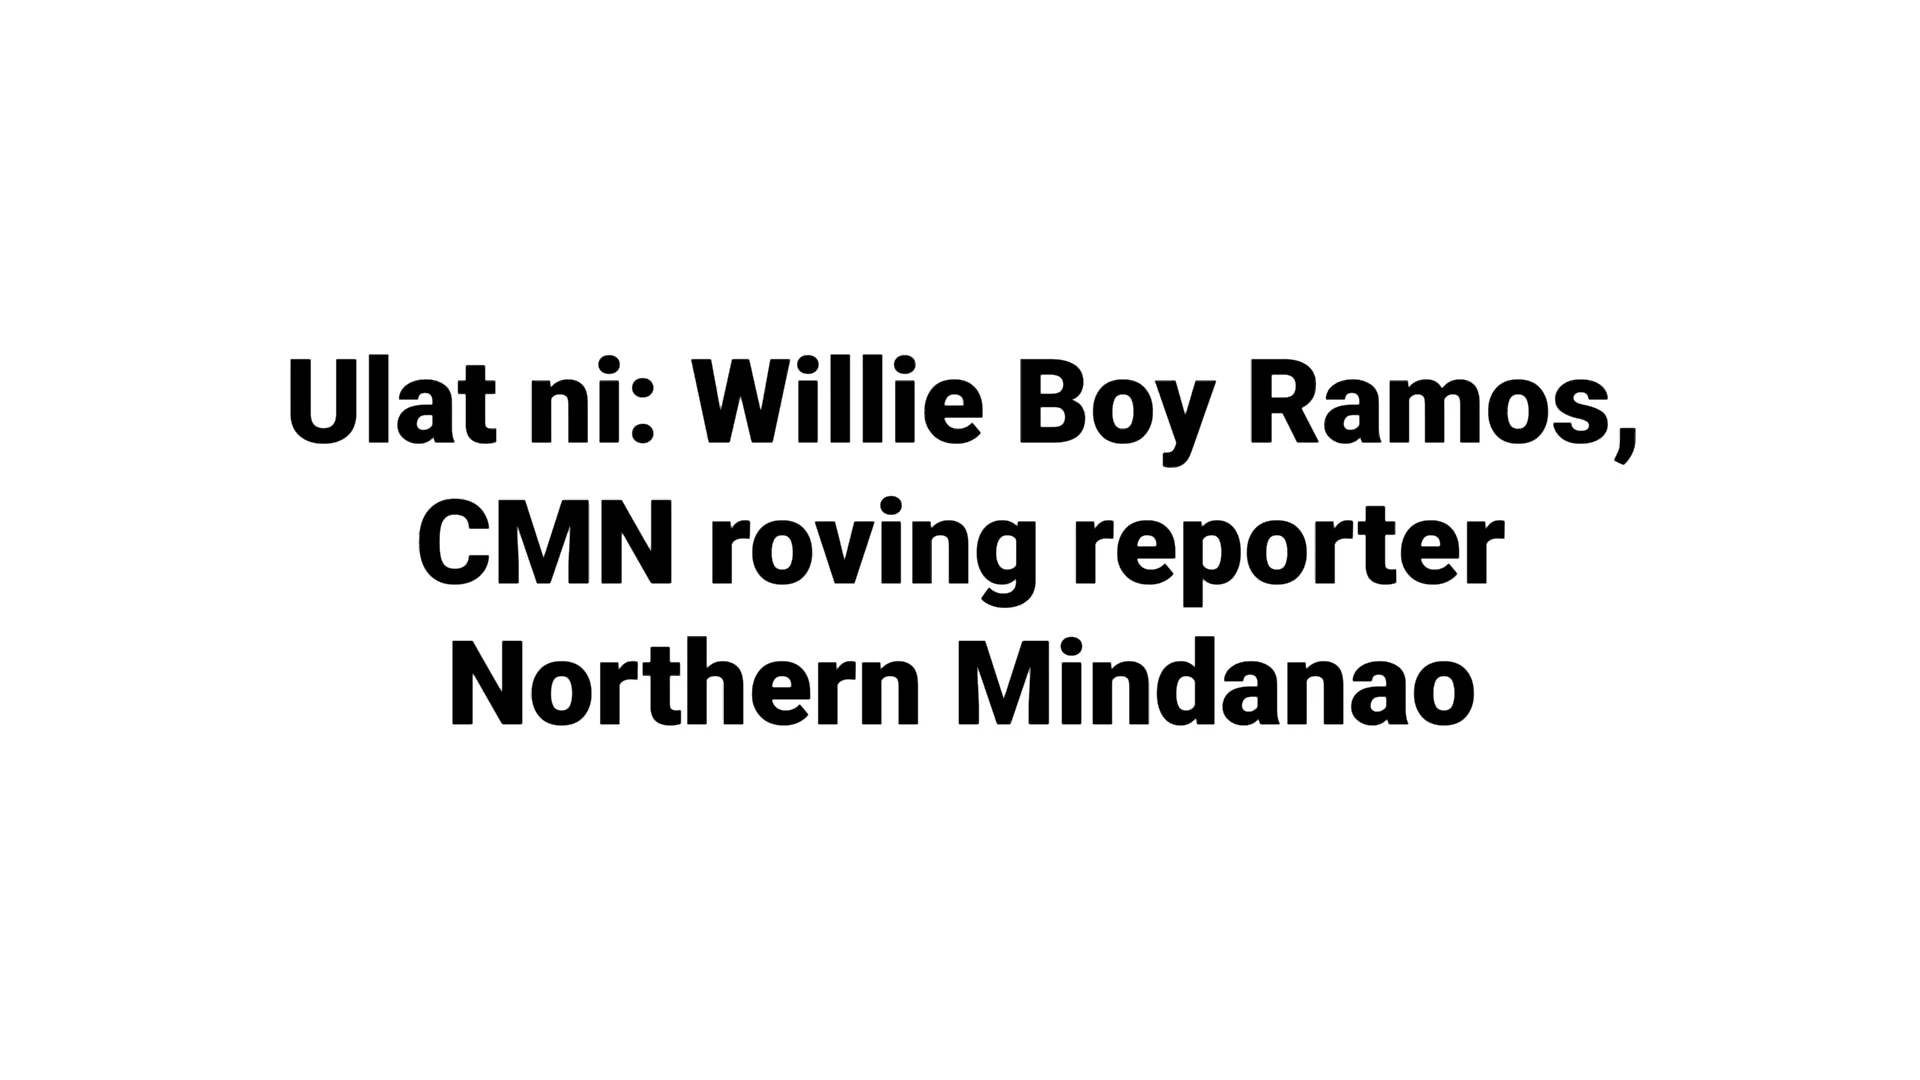 Ulat ni: Willie Boy Ramos,
CMN roving reporter
Northern Mindanao